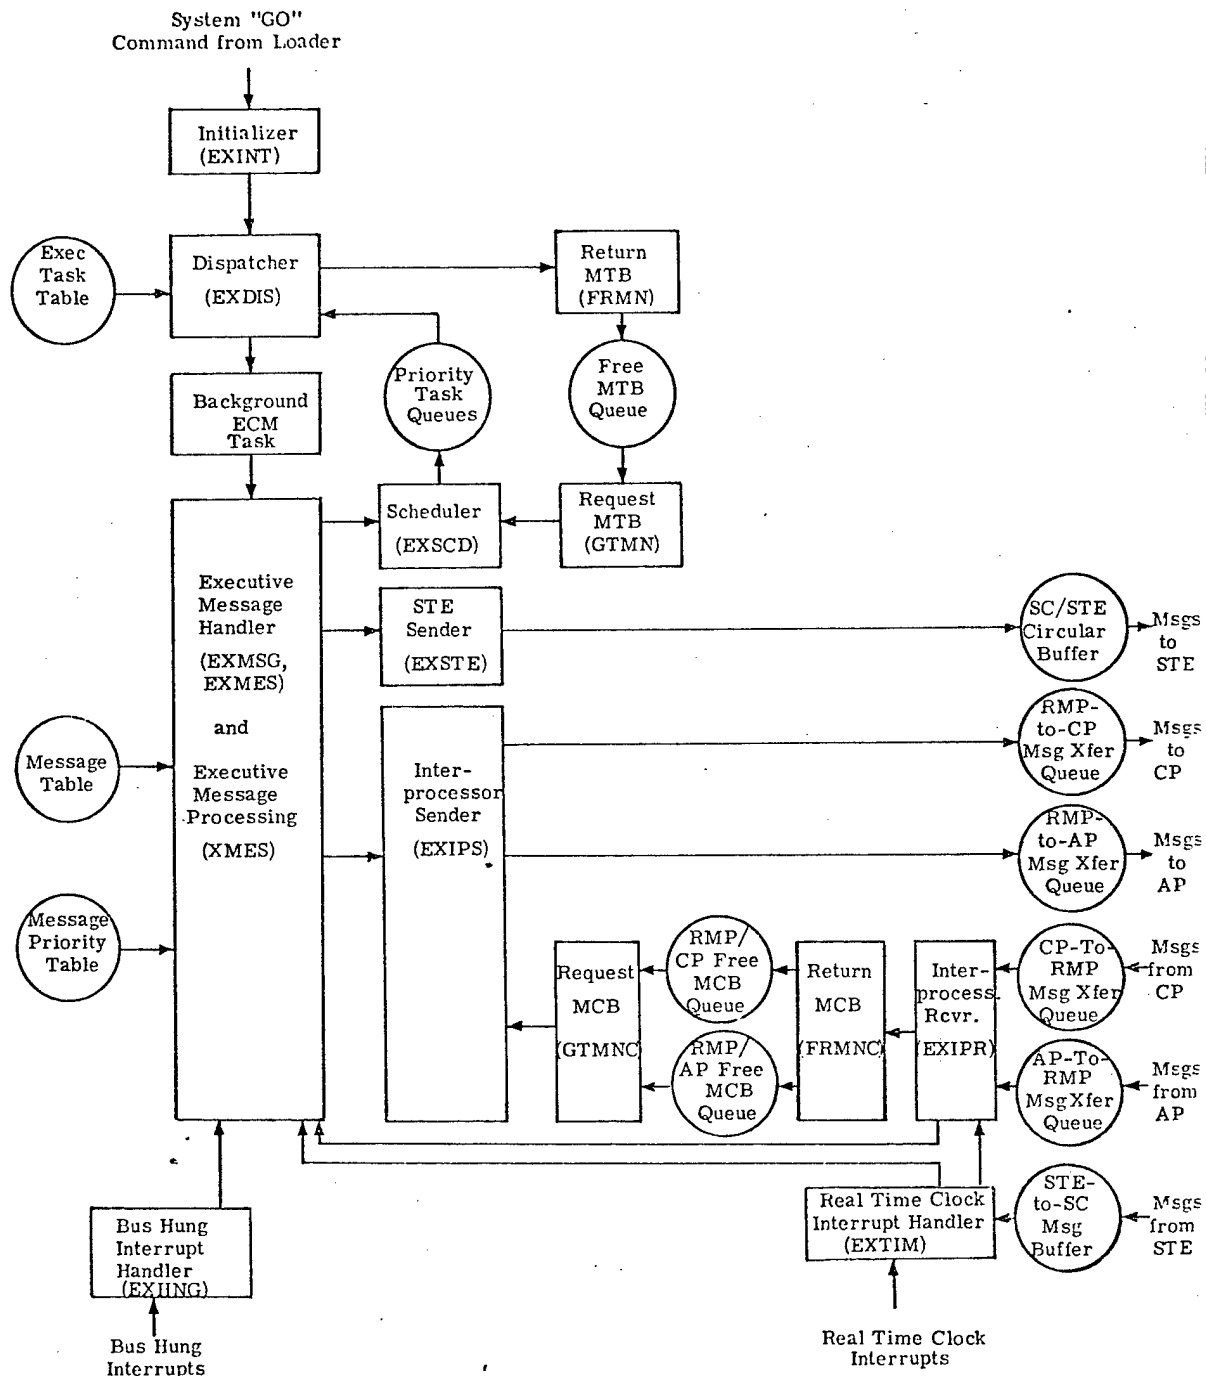 System "GO"
Command from Loader
Initializer
(EXINT)
Exec
Task
Table
Dispatcher
(EXDIS)
Return
MTB
(FRMN)
Background
ECM
Task
Priority
Task
Queues
Free
MTB
Queue
Scheduler
(EXSCD)
Request
MTB
(GTMN)
Executive
Message
Handler
(EXMSG,
EXMES)
and
Executive
Message
Processing
(XMES)
STE
Sender
(EXSTE)
SC/STE
Circular
Buffer
Msgs
to
STE
Message
Table
Inter-
processor
Sender
(EXIPS)
RMP-
to-CP
Msg Xfer
Queue
Msgs
to
CP
RMP-
to-AP
Msg Xfer
Queue
Msgs
to
AP
Message
Priority
Table
Request
MCB
(GTMNC)
RMP/
CP Free
MCB
Queue
RMP/
AP Free
MCB
Queue
Return
MCB
(FRMNC)
Inter-
process.
Rcvr.
(EXIPR)
CP-To-
RMP
Msg Xfer
Queue
Msgs
from
CP
AP-To-
RMP
Msg Xfer
Queue
Msgs
from
AP
Bus Hung
Interrupt
Handler
(EXHNG)
Real Time Clock
Interrupt Handler
(EXTIM)
STE-
to-SC
Msg
Buffer
Msgs
from
STE
Bus Hung
Interrupts
Real Time Clock
Interrupts